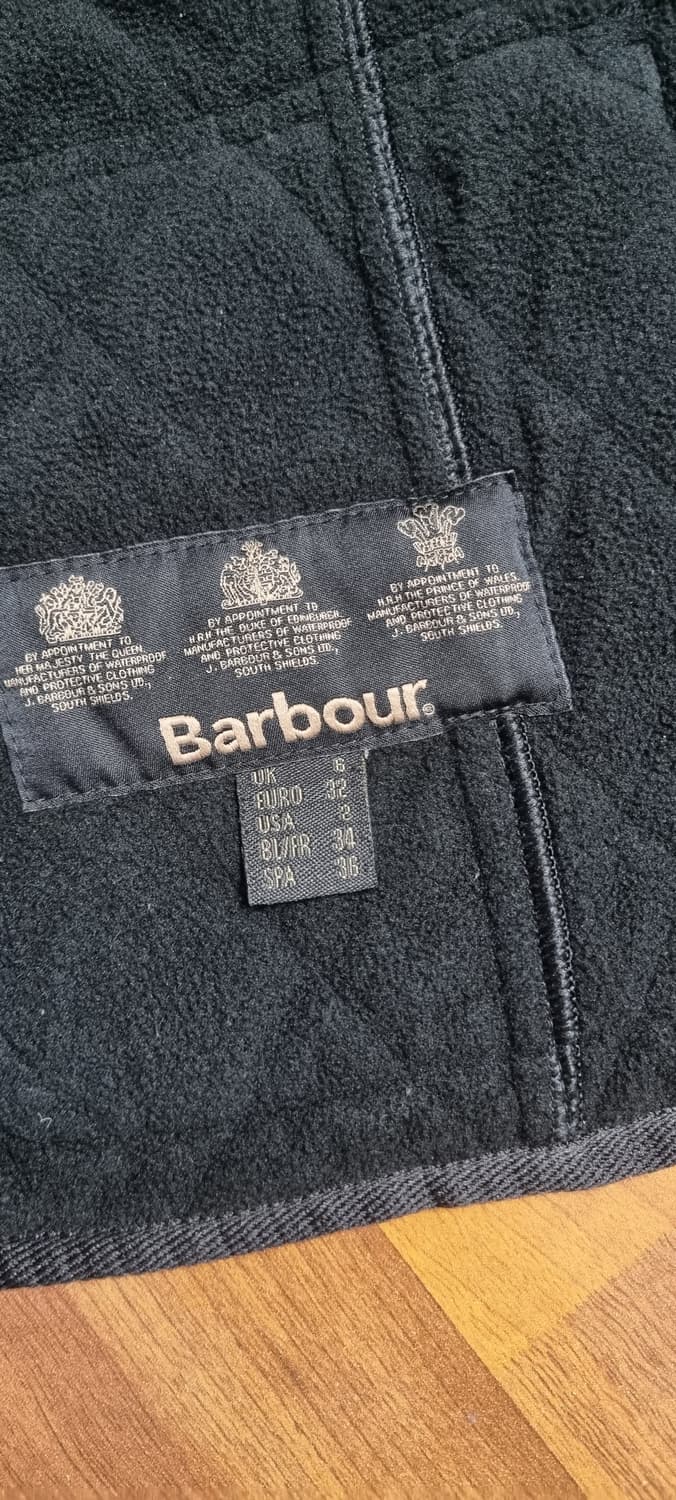 BY APPOINTMENT TO
HER MAJESTY THE QUEEN,
MANUFACTURERS OF WATERPROOF
AND PROTECTIVE CLOTHING
J. BARBOUR & SONS LTD.,
SOUTH SHIELDS.
BY APPOINTMENT TO
H.R.H THE DUKE OF EDINBURGH,
MANUFACTURERS OF WATERPROOF
AND PROTECTIVE CLOTHING
J. BARBOUR & SONS LTD.,
SOUTH SHIELDS.
BY APPOINTMENT TO
H.R.H THE PRINCE OF WALES,
MANUFACTURERS OF WATERPROOF
AND PROTECTIVE CLOTHING
J. BARBOUR & SONS LTD.,
SOUTH SHIELDS.
Barbour®
UK 6
EURO 32
USA 2
BL/FR 34
SPA 36